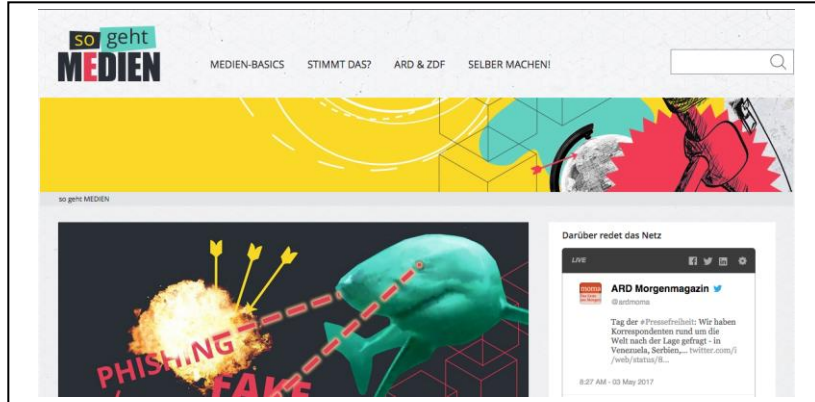 so geht
MEDIEN
MEDIEN-BASICS STIMMT DAS? ARD & ZDF SELBER MACHEN!
so geht MEDIEN
PHISHING
FAKE
Darüber redet das Netz
LIVE
moma
ARD Morgenmagazin
@ardmoma
Tag der #Pressefreiheit: Wir haben
Korrespondenten rund um die
Welt nach der Lage gefragt - in
Venezuela, Serbien,... twitter.com/i
/web/status/8...
8:27 AM - 03 May 2017